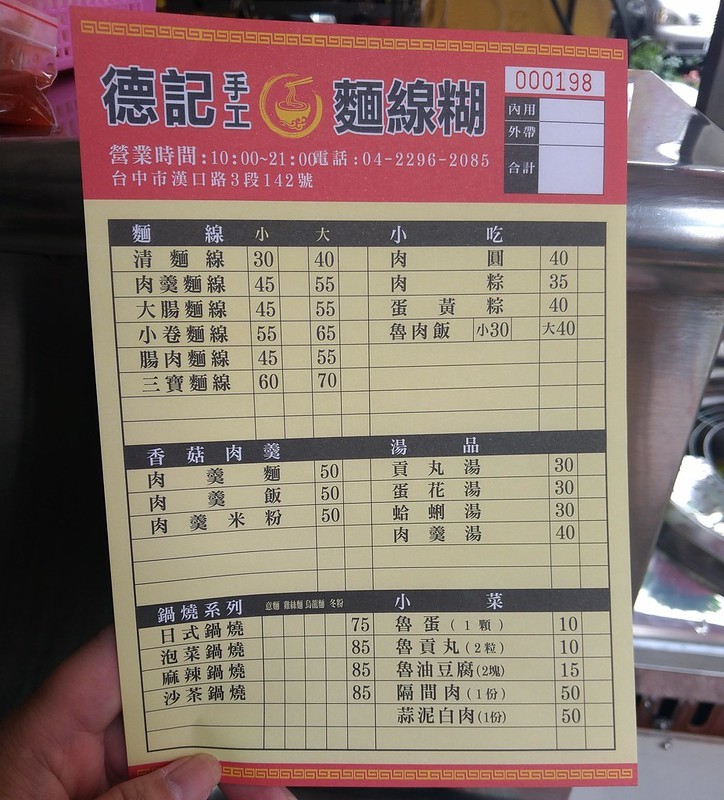 德記手工麵線糊
000198
營業時間:10:00~21:00 電話:04-2296-2085
台中市漢口路3段142號
內用
外帶
合計
麵線 小 大
清麵線 30 40
肉羹麵線 45 55
大腸麵線 45 55
小卷麵線 55 65
腸肉麵線 45 55
三寶麵線 60 70
小吃
肉圓 40
肉粽 35
蛋黃粽 40
魯肉飯 小30 大40
香菇肉羹
肉羹麵 50
肉羹飯 50
肉羹米粉 50
湯品
貢丸湯 30
蛋花湯 30
蛤蜊湯 30
肉羹湯 40
鍋燒系列 意麵 雞絲麵 烏龍麵 冬粉
日式鍋燒 75
泡菜鍋燒 85
麻辣鍋燒 85
沙茶鍋燒 85
小菜
魯蛋(1顆) 10
魯貢丸(2粒) 10
魯油豆腐(2塊) 15
隔間肉(1份) 50
蒜泥白肉(1份) 50